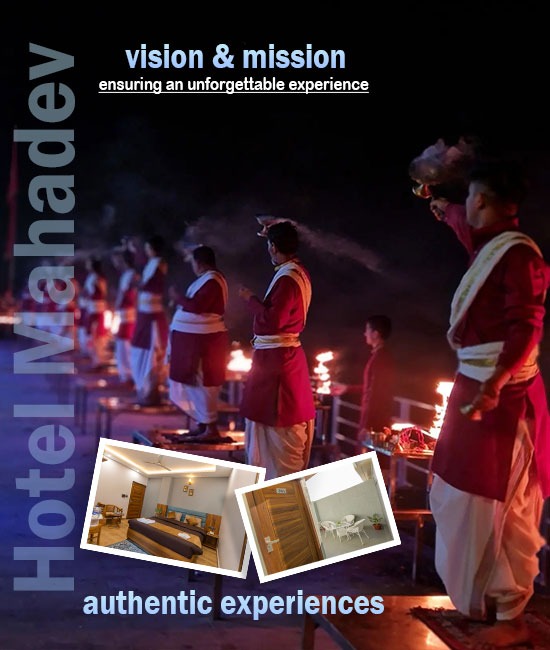 vision & mission
ensuring an unforgettable experience
Hotel Mahadev
authentic experiences